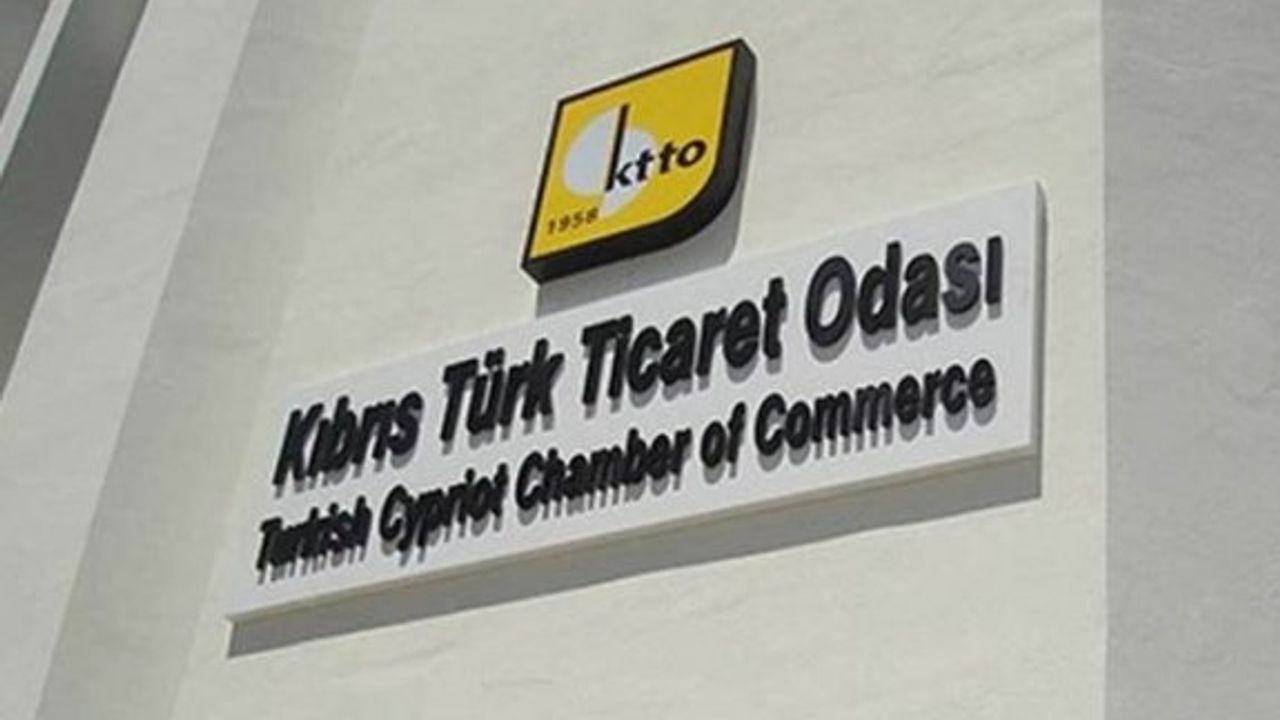 ktto
1958
Kıbrıs Türk Ticaret Odası
Turkish Cypriot Chamber of Commerce